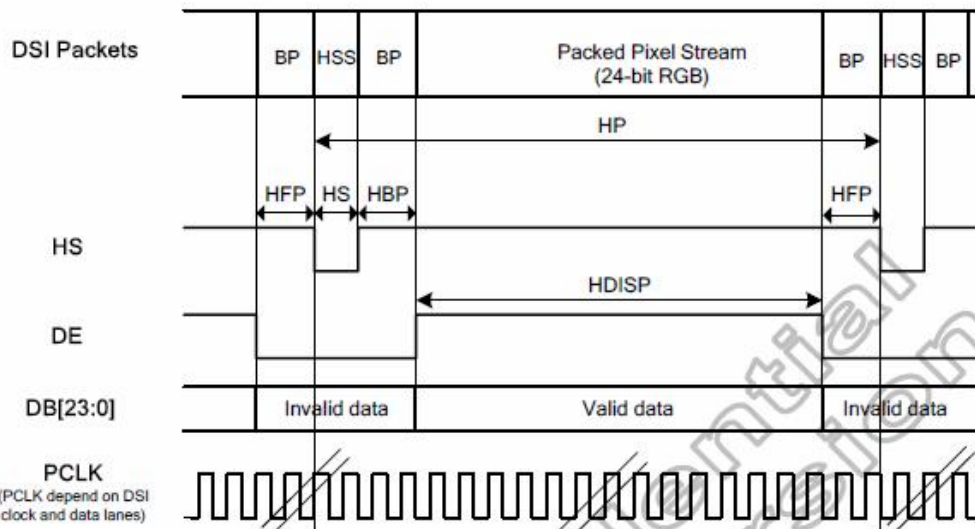 DSI Packets
BP HSS BP Packed Pixel Stream BP HSS BP
(24-bit RGB)
HP
HFP HS HBP HFP
HS
HDISP
DE
DB[23:0] Invalid data Valid data Invalid data
PCLK
(PCLK depend on DSI
clock and data lanes)